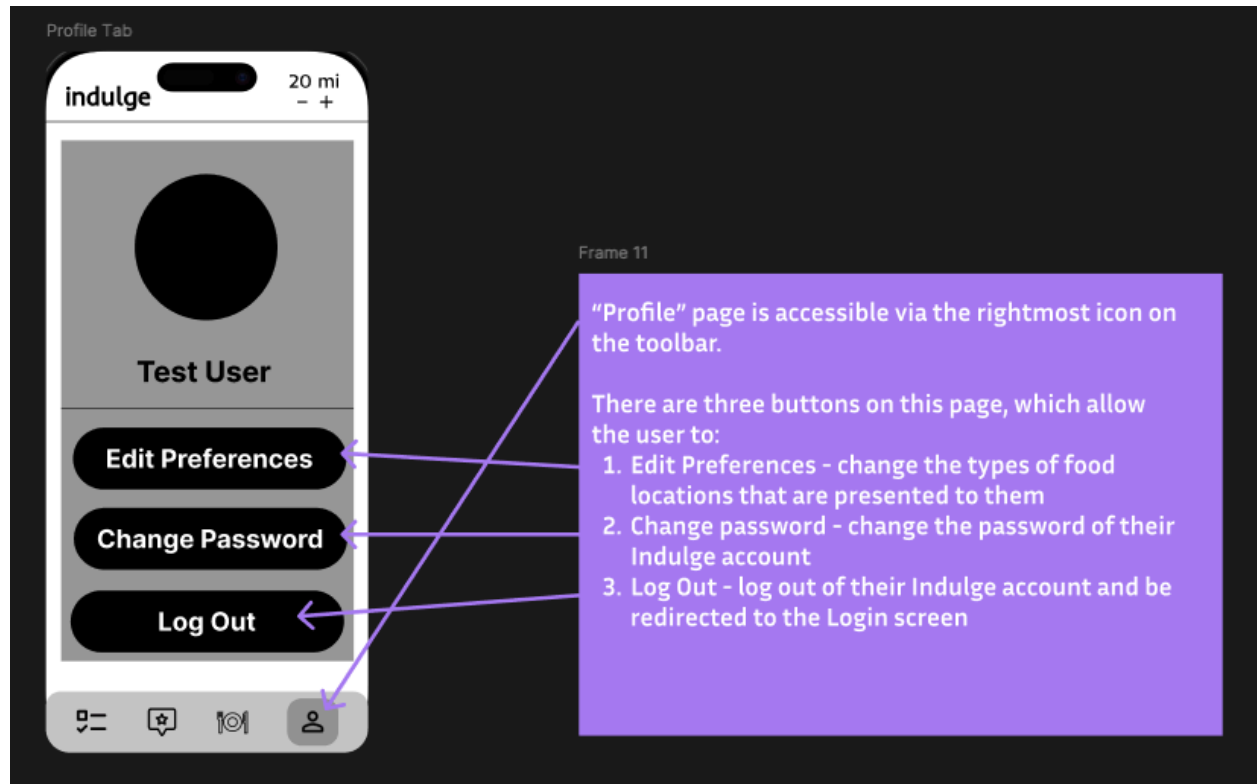 Profile Tab
indulge
20 mi
- +
Test User
Edit Preferences
Change Password
Log Out
Frame 11
“Profile” page is accessible via the rightmost icon on
the toolbar.
There are three buttons on this page, which allow
the user to:
1. Edit Preferences - change the types of food
locations that are presented to them
2. Change password - change the password of their
Indulge account
3. Log Out - log out of their Indulge account and be
redirected to the Login screen